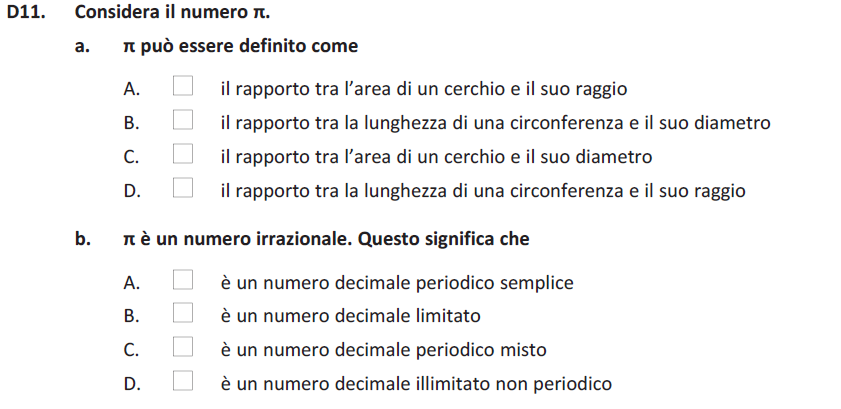 D11. Considera il numero π.
a. π può essere definito come
A. il rapporto tra l’area di un cerchio e il suo raggio
B. il rapporto tra la lunghezza di una circonferenza e il suo diametro
C. il rapporto tra l’area di un cerchio e il suo diametro
D. il rapporto tra la lunghezza di una circonferenza e il suo raggio
b. π è un numero irrazionale. Questo significa che
A. è un numero decimale periodico semplice
B. è un numero decimale limitato
C. è un numero decimale periodico misto
D. è un numero decimale illimitato non periodico